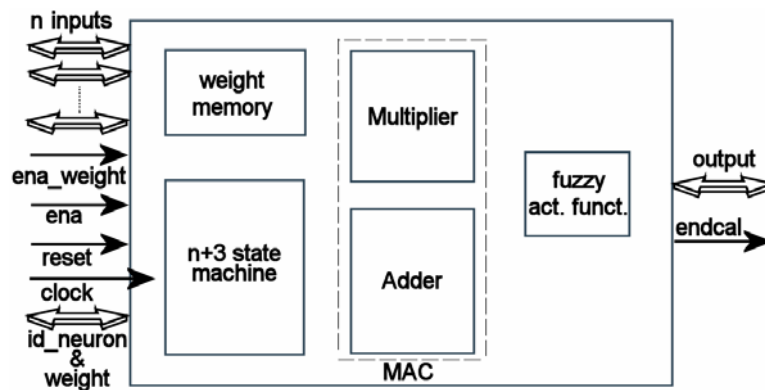 n inputs
ena_weight
ena
reset
clock
id_neuron
&
weight
weight
memory
n+3 state
machine
Multiplier
Adder
MAC
fuzzy
act. funct.
output
endcal